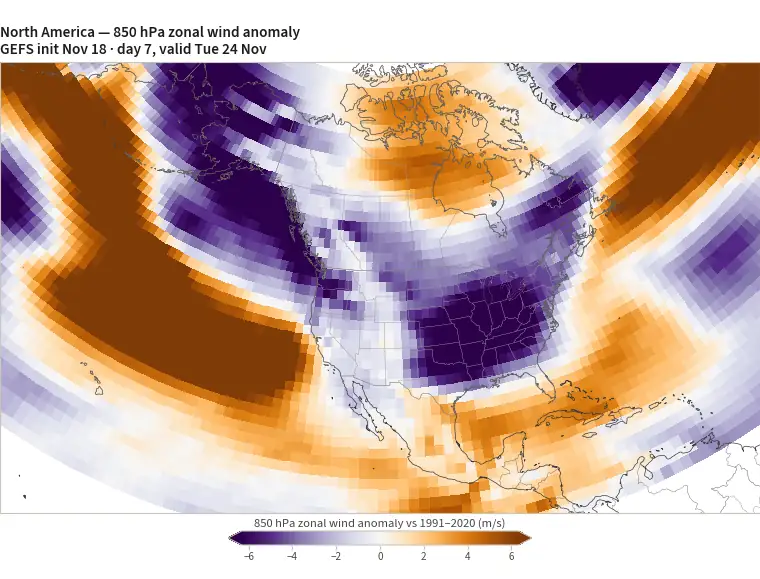 North America — 850 hPa zonal wind anomaly
GEFS init Nov 18 · day 7, valid Tue 24 Nov
850 hPa zonal wind anomaly vs 1991–2020 (m/s)
−6 −4 −2 0 2 4 6